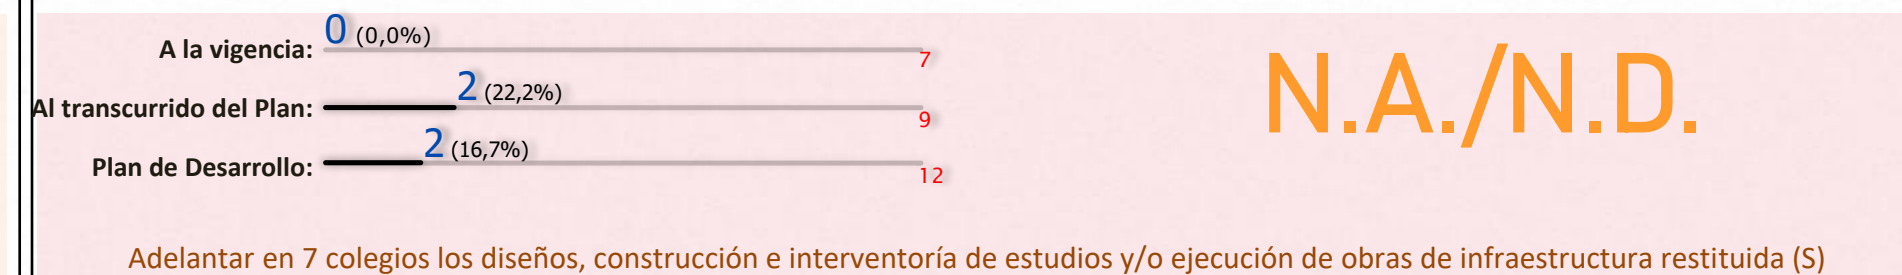 A la vigencia: 0 (0,0%) 7
Al transcurrido del Plan: 2 (22,2%) 9
Plan de Desarrollo: 2 (16,7%) 12
N.A./N.D.
Adelantar en 7 colegios los diseños, construcción e interventoría de estudios y/o ejecución de obras de infraestructura restituida (S)